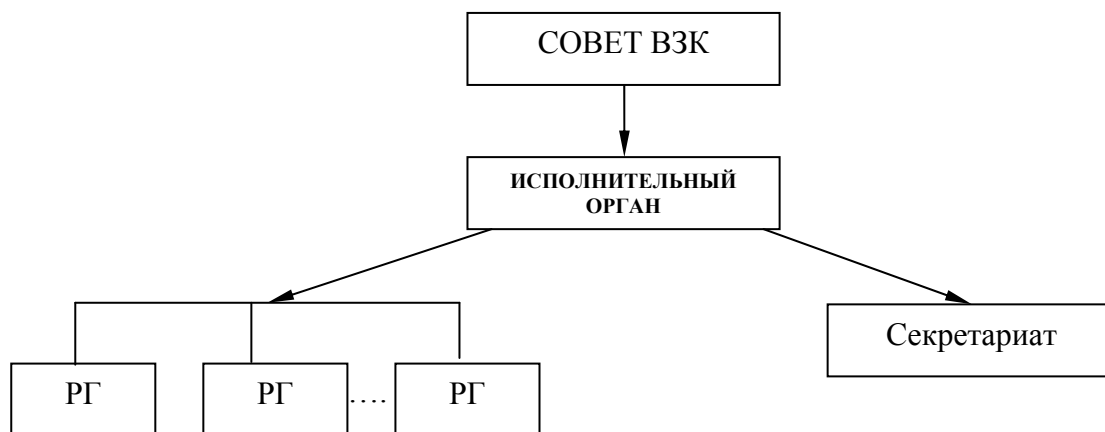 СОВЕТ ВЗК
ИСПОЛНИТЕЛЬНЫЙ
ОРГАН
Секретариат
РГ РГ …. РГ